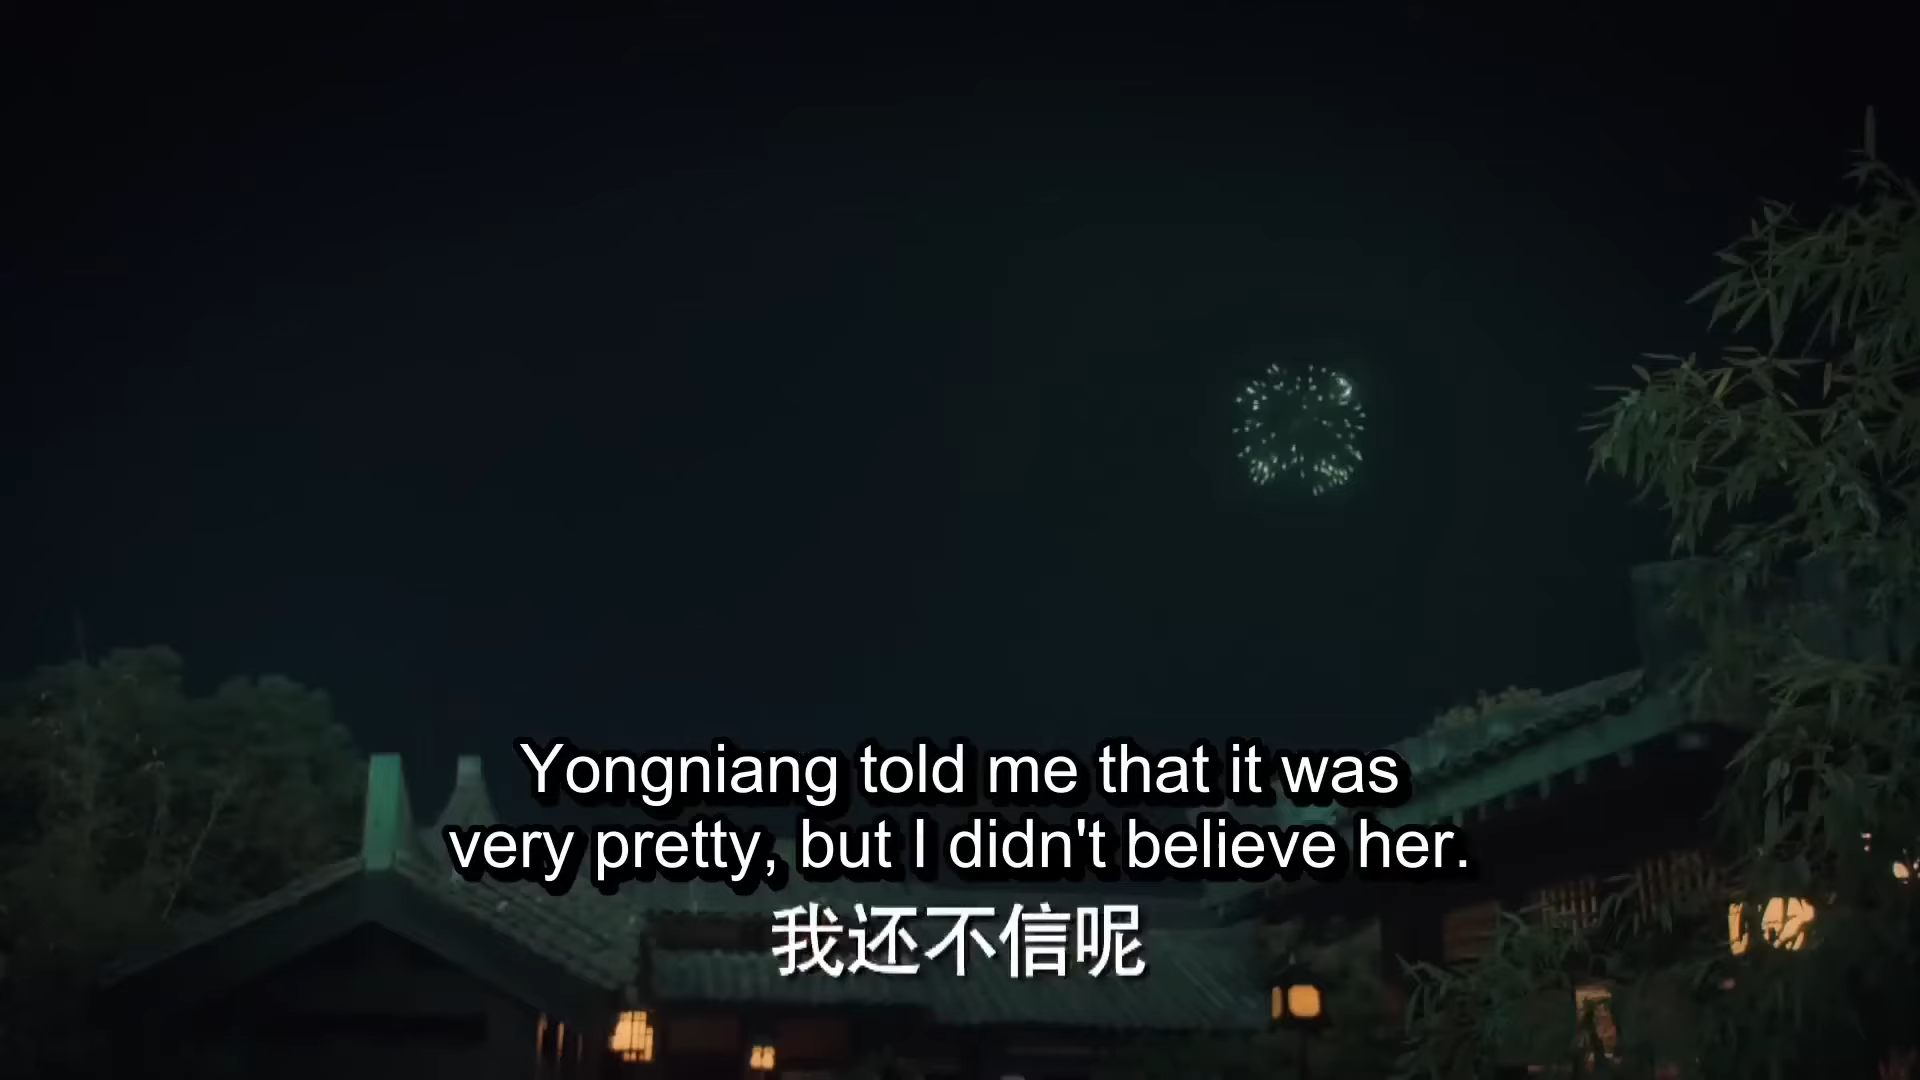 Yongniang told me that it was
very pretty, but I didn't believe her.
我还不信呢